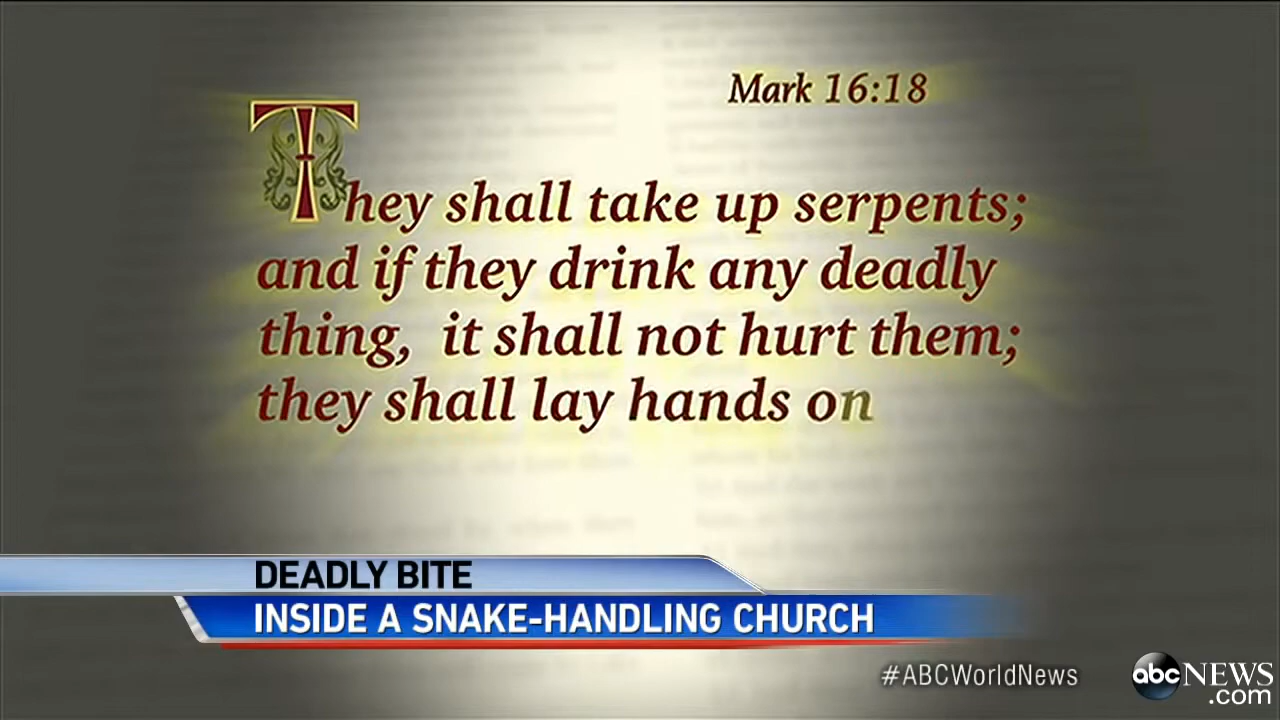 Mark 16:18
They shall take up serpents;
and if they drink any deadly
thing, it shall not hurt them;
they shall lay hands on
DEADLY BITE
INSIDE A SNAKE-HANDLING CHURCH
#ABCWorldNews
abc NEWS
.com